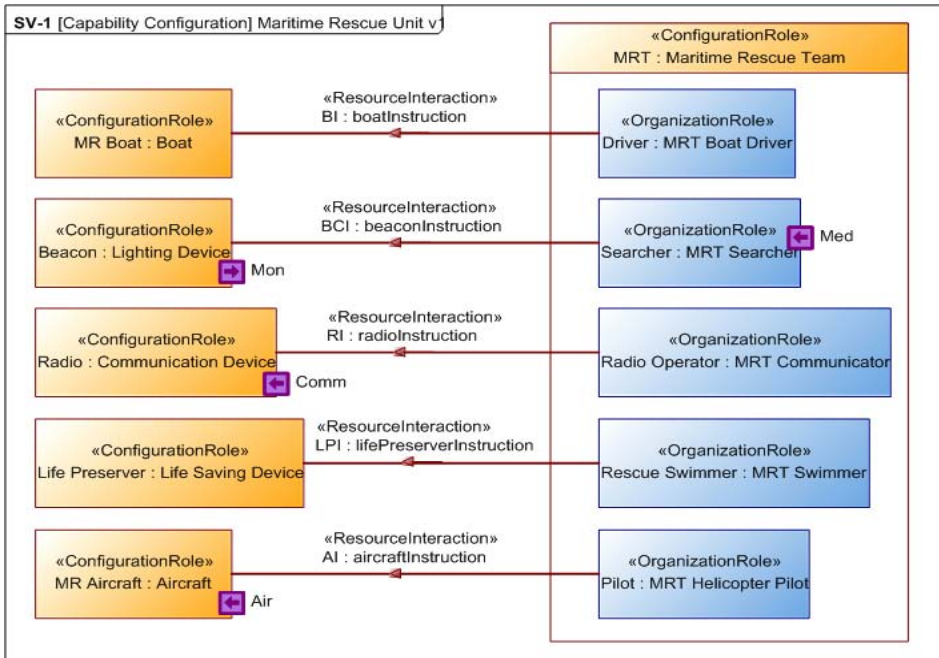 SV-1 [Capability Configuration] Maritime Rescue Unit v1
«ConfigurationRole»
MRT : Maritime Rescue Team
«ConfigurationRole»
MR Boat : Boat
«ResourceInteraction»
BI : boatInstruction
«OrganizationRole»
Driver : MRT Boat Driver
«ConfigurationRole»
Beacon : Lighting Device
Mon
«ResourceInteraction»
BCI : beaconInstruction
«OrganizationRole»
Searcher : MRT Searcher
Med
«ConfigurationRole»
Radio : Communication Device
Comm
«ResourceInteraction»
RI : radioInstruction
«OrganizationRole»
Radio Operator : MRT Communicator
«ConfigurationRole»
Life Preserver : Life Saving Device
«ResourceInteraction»
LPI : lifePreserverInstruction
«OrganizationRole»
Rescue Swimmer : MRT Swimmer
«ConfigurationRole»
MR Aircraft : Aircraft
Air
«ResourceInteraction»
AI : aircraftInstruction
«OrganizationRole»
Pilot : MRT Helicopter Pilot